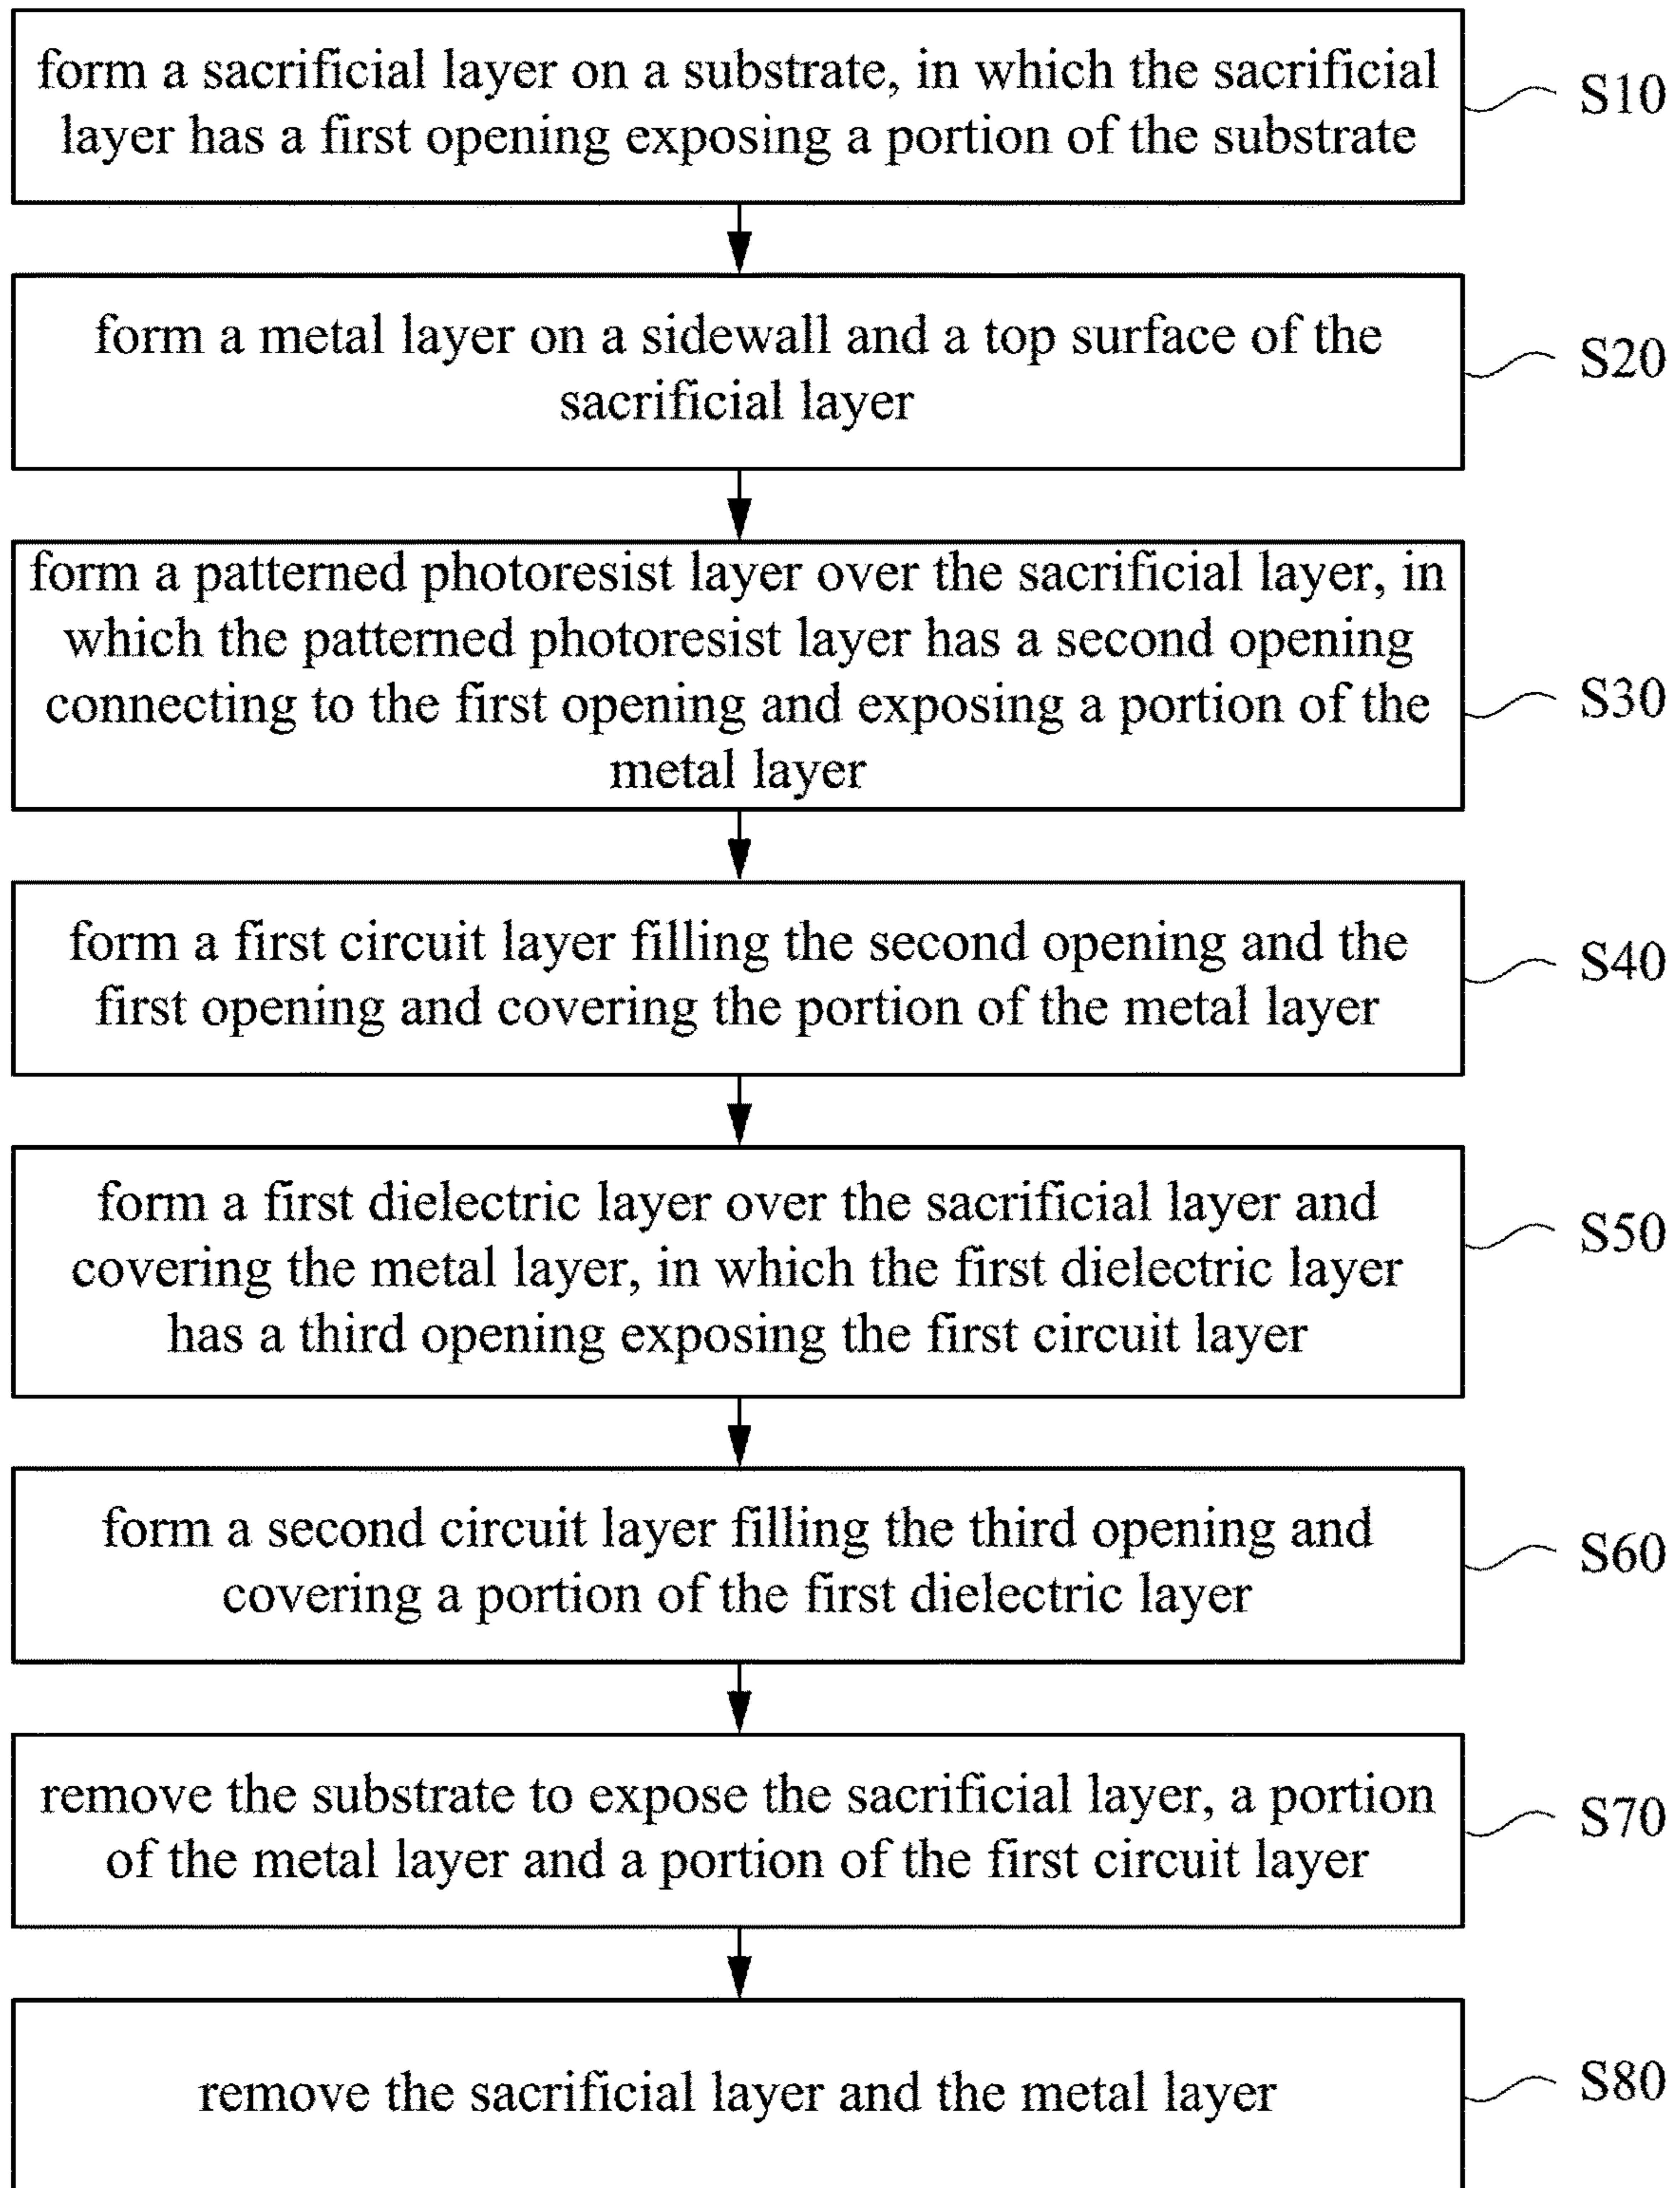 form a sacrificial layer on a substrate, in which the sacrificial
layer has a first opening exposing a portion of the substrate
S10
form a metal layer on a sidewall and a top surface of the
sacrificial layer
S20
form a patterned photoresist layer over the sacrificial layer, in
which the patterned photoresist layer has a second opening
connecting to the first opening and exposing a portion of the
metal layer
S30
form a first circuit layer filling the second opening and the
first opening and covering the portion of the metal layer
S40
form a first dielectric layer over the sacrificial layer and
covering the metal layer, in which the first dielectric layer
has a third opening exposing the first circuit layer
S50
form a second circuit layer filling the third opening and
covering a portion of the first dielectric layer
S60
remove the substrate to expose the sacrificial layer, a portion
of the metal layer and a portion of the first circuit layer
S70
remove the sacrificial layer and the metal layer
S80